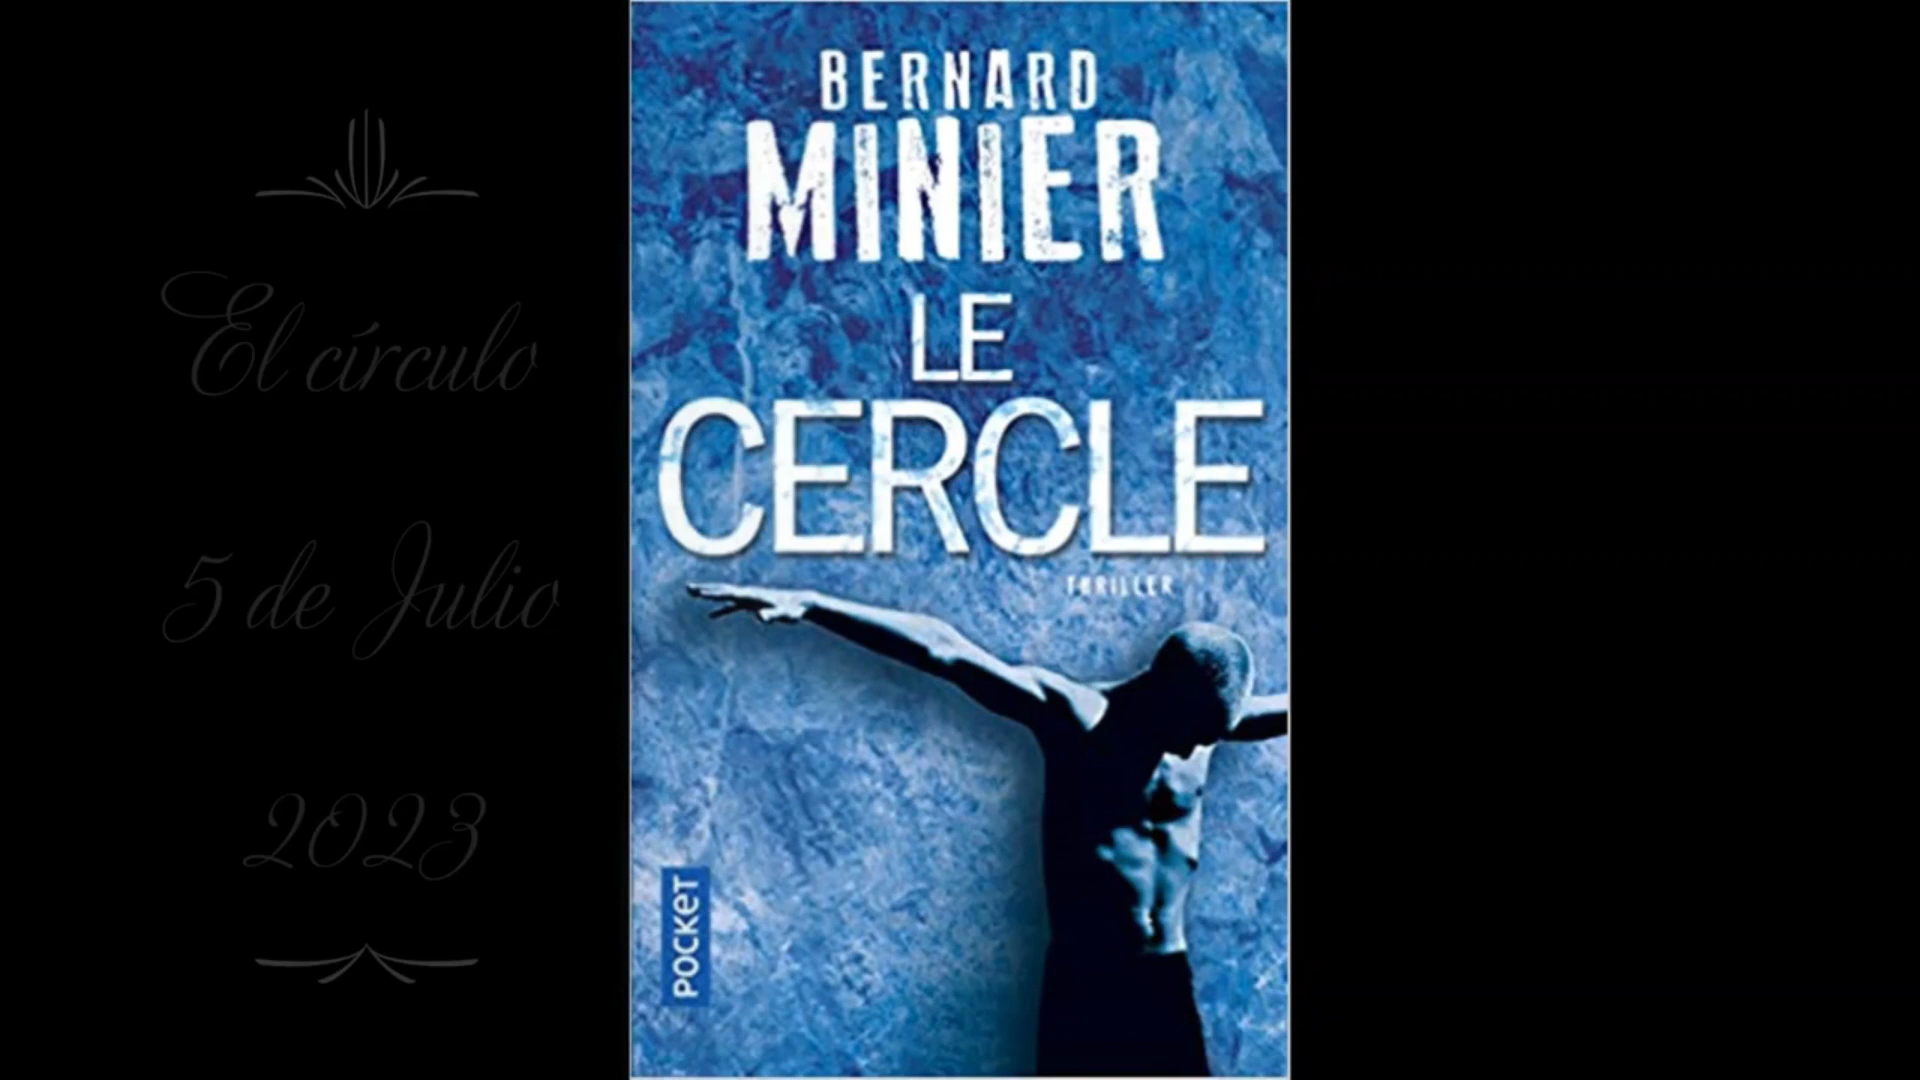 El círculo
5 de Julio
2023
BERNARD
MINIER
LE
CERCLE
THRILLER
POCKET